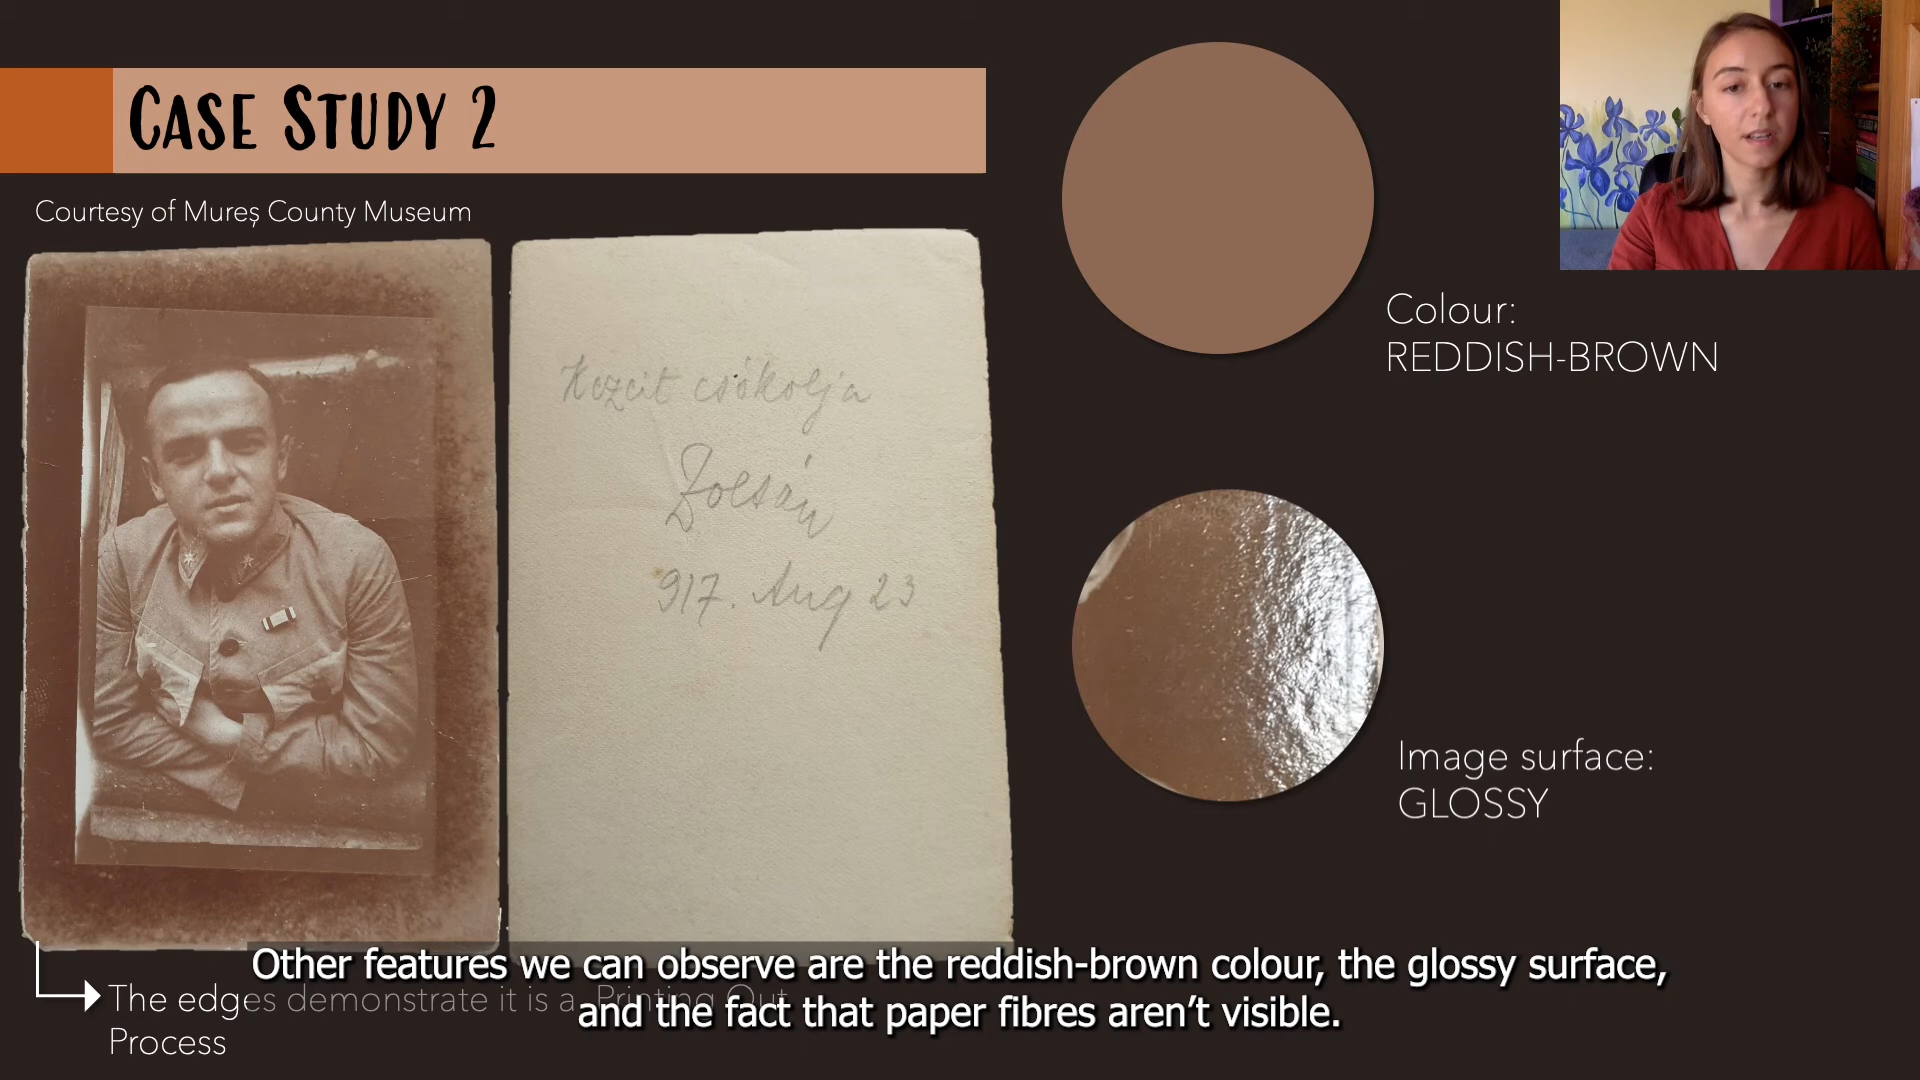 CASE STUDY 2
Courtesy of Mureș County Museum
Kezeit csókolja
Zoltán
917. Aug 23
Colour:
REDDISH-BROWN
Image surface:
GLOSSY
The edges demonstrate it is a Printing Out
Process
Other features we can observe are the reddish-brown colour, the glossy surface,
and the fact that paper fibres aren't visible.